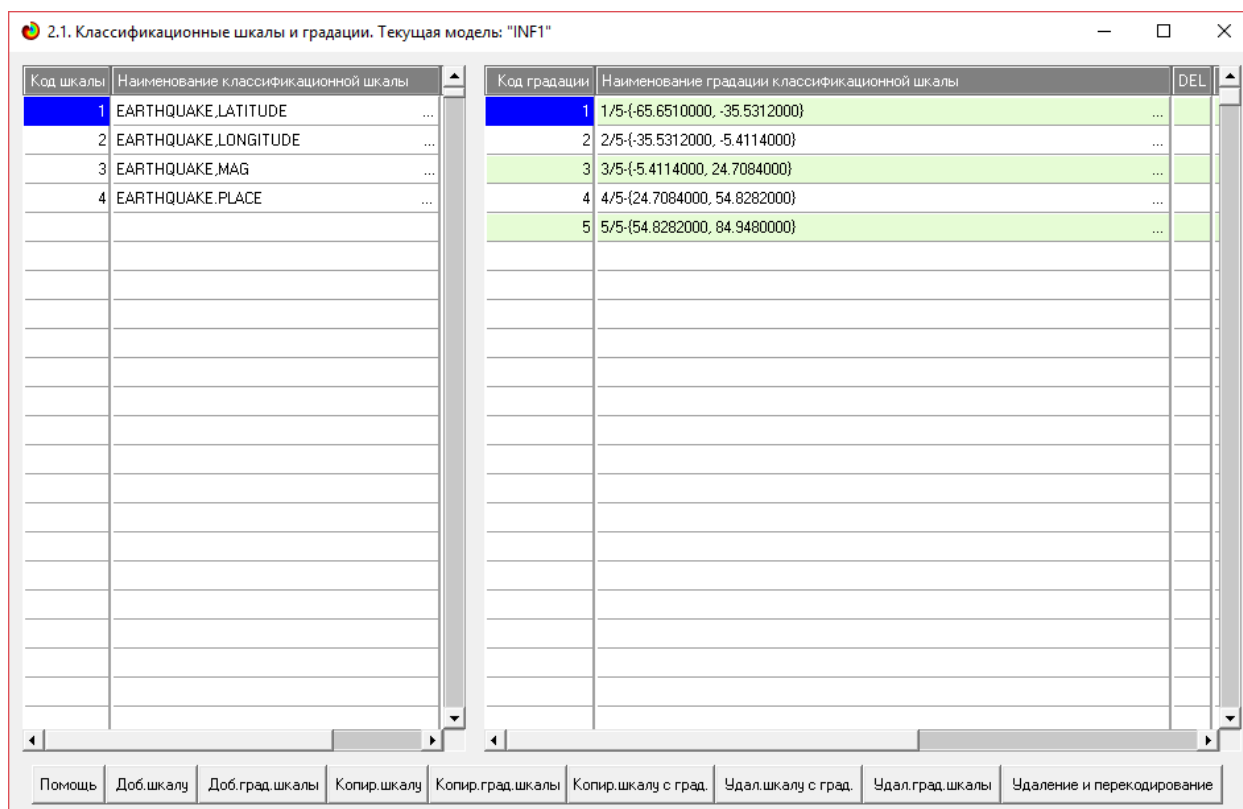 2.1. Классификационные шкалы и градации. Текущая модель: "INF1"
Код шкалы Наименование классификационной шкалы
1 EARTHQUAKE,LATITUDE ...
2 EARTHQUAKE,LONGITUDE ...
3 EARTHQUAKE,MAG ...
4 EARTHQUAKE.PLACE ...
Код градации Наименование градации классификационной шкалы DEL
1 1/5-{-65.6510000, -35.5312000} ...
2 2/5-{-35.5312000, -5.4114000} ...
3 3/5-{-5.4114000, 24.7084000} ...
4 4/5-{24.7084000, 54.8282000} ...
5 5/5-{54.8282000, 84.9480000} ...
Помощь Доб.шкалу Доб.град.шкалы Копир.шкалу Копир.град.шкалы Копир.шкалу с град. Удал.шкалу с град. Удал.град.шкалы Удаление и перекодирование